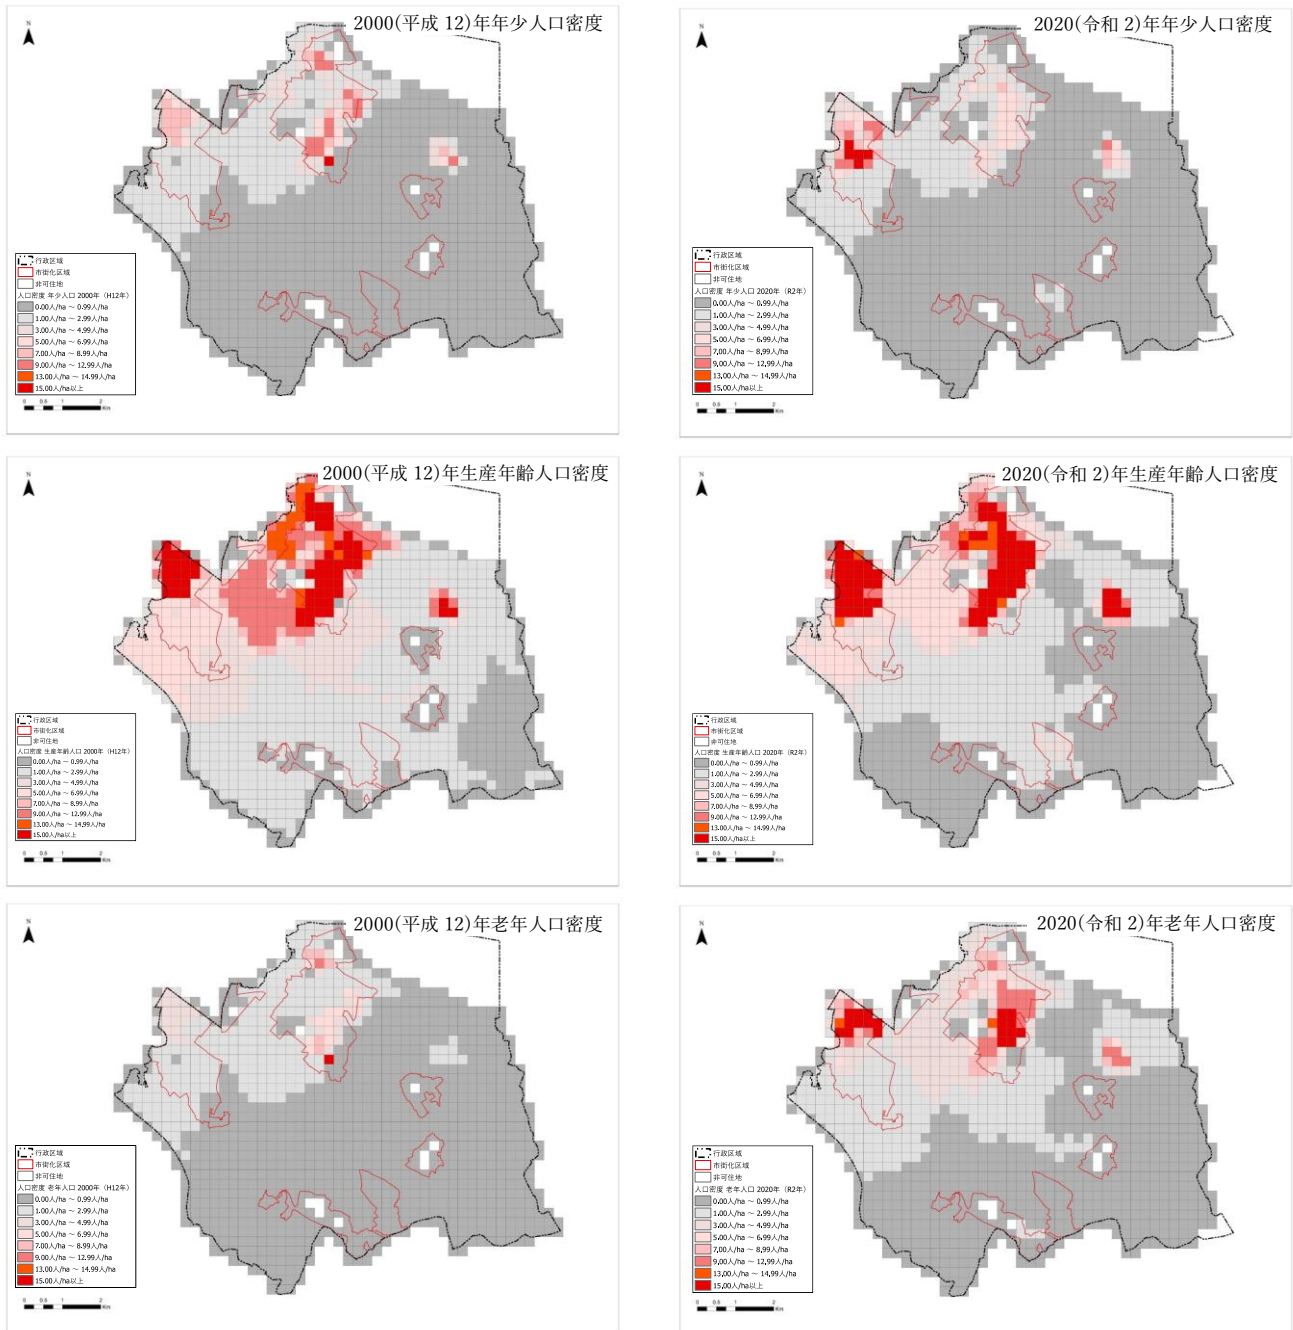 2000(平成 12)年年少人口密度
N
行政区域
市街化区域
非可住地
人口密度 年少人口 2000年（H12年）
0.00人/ha ～ 0.99人/ha
1.00人/ha ～ 2.99人/ha
3.00人/ha ～ 4.99人/ha
5.00人/ha ～ 6.99人/ha
7.00人/ha ～ 8.99人/ha
9.00人/ha ～ 12.99人/ha
13.00人/ha ～ 14.99人/ha
15.00人/ha以上
0 0.5 1 2
Km
2020(令和 2)年年少人口密度
N
行政区域
市街化区域
非可住地
人口密度 年少人口 2020年（R2年）
0.00人/ha ～ 0.99人/ha
1.00人/ha ～ 2.99人/ha
3.00人/ha ～ 4.99人/ha
5.00人/ha ～ 6.99人/ha
7.00人/ha ～ 8.99人/ha
9.00人/ha ～ 12.99人/ha
13.00人/ha ～ 14.99人/ha
15.00人/ha以上
0 0.5 1 2
Km
2000(平成 12)年生産年齢人口密度
N
行政区域
市街化区域
非可住地
人口密度 生産年齢人口 2000年（H12年）
0.00人/ha ～ 0.99人/ha
1.00人/ha ～ 2.99人/ha
3.00人/ha ～ 4.99人/ha
5.00人/ha ～ 6.99人/ha
7.00人/ha ～ 8.99人/ha
9.00人/ha ～ 12.99人/ha
13.00人/ha ～ 14.99人/ha
15.00人/ha以上
0 0.5 1 2
Km
2020(令和 2)年生産年齢人口密度
N
行政区域
市街化区域
非可住地
人口密度 生産年齢人口 2020年（R2年）
0.00人/ha ～ 0.99人/ha
1.00人/ha ～ 2.99人/ha
3.00人/ha ～ 4.99人/ha
5.00人/ha ～ 6.99人/ha
7.00人/ha ～ 8.99人/ha
9.00人/ha ～ 12.99人/ha
13.00人/ha ～ 14.99人/ha
15.00人/ha以上
0 0.5 1 2
Km
2000(平成 12)年老年人口密度
N
行政区域
市街化区域
非可住地
人口密度 老年人口 2000年（H12年）
0.00人/ha ～ 0.99人/ha
1.00人/ha ～ 2.99人/ha
3.00人/ha ～ 4.99人/ha
5.00人/ha ～ 6.99人/ha
7.00人/ha ～ 8.99人/ha
9.00人/ha ～ 12.99人/ha
13.00人/ha ～ 14.99人/ha
15.00人/ha以上
0 0.5 1 2
Km
2020(令和 2)年老年人口密度
N
行政区域
市街化区域
非可住地
人口密度 老年人口 2020年（R2年）
0.00人/ha ～ 0.99人/ha
1.00人/ha ～ 2.99人/ha
3.00人/ha ～ 4.99人/ha
5.00人/ha ～ 6.99人/ha
7.00人/ha ～ 8.99人/ha
9.00人/ha ～ 12.99人/ha
13.00人/ha ～ 14.99人/ha
15.00人/ha以上
0 0.5 1 2
Km